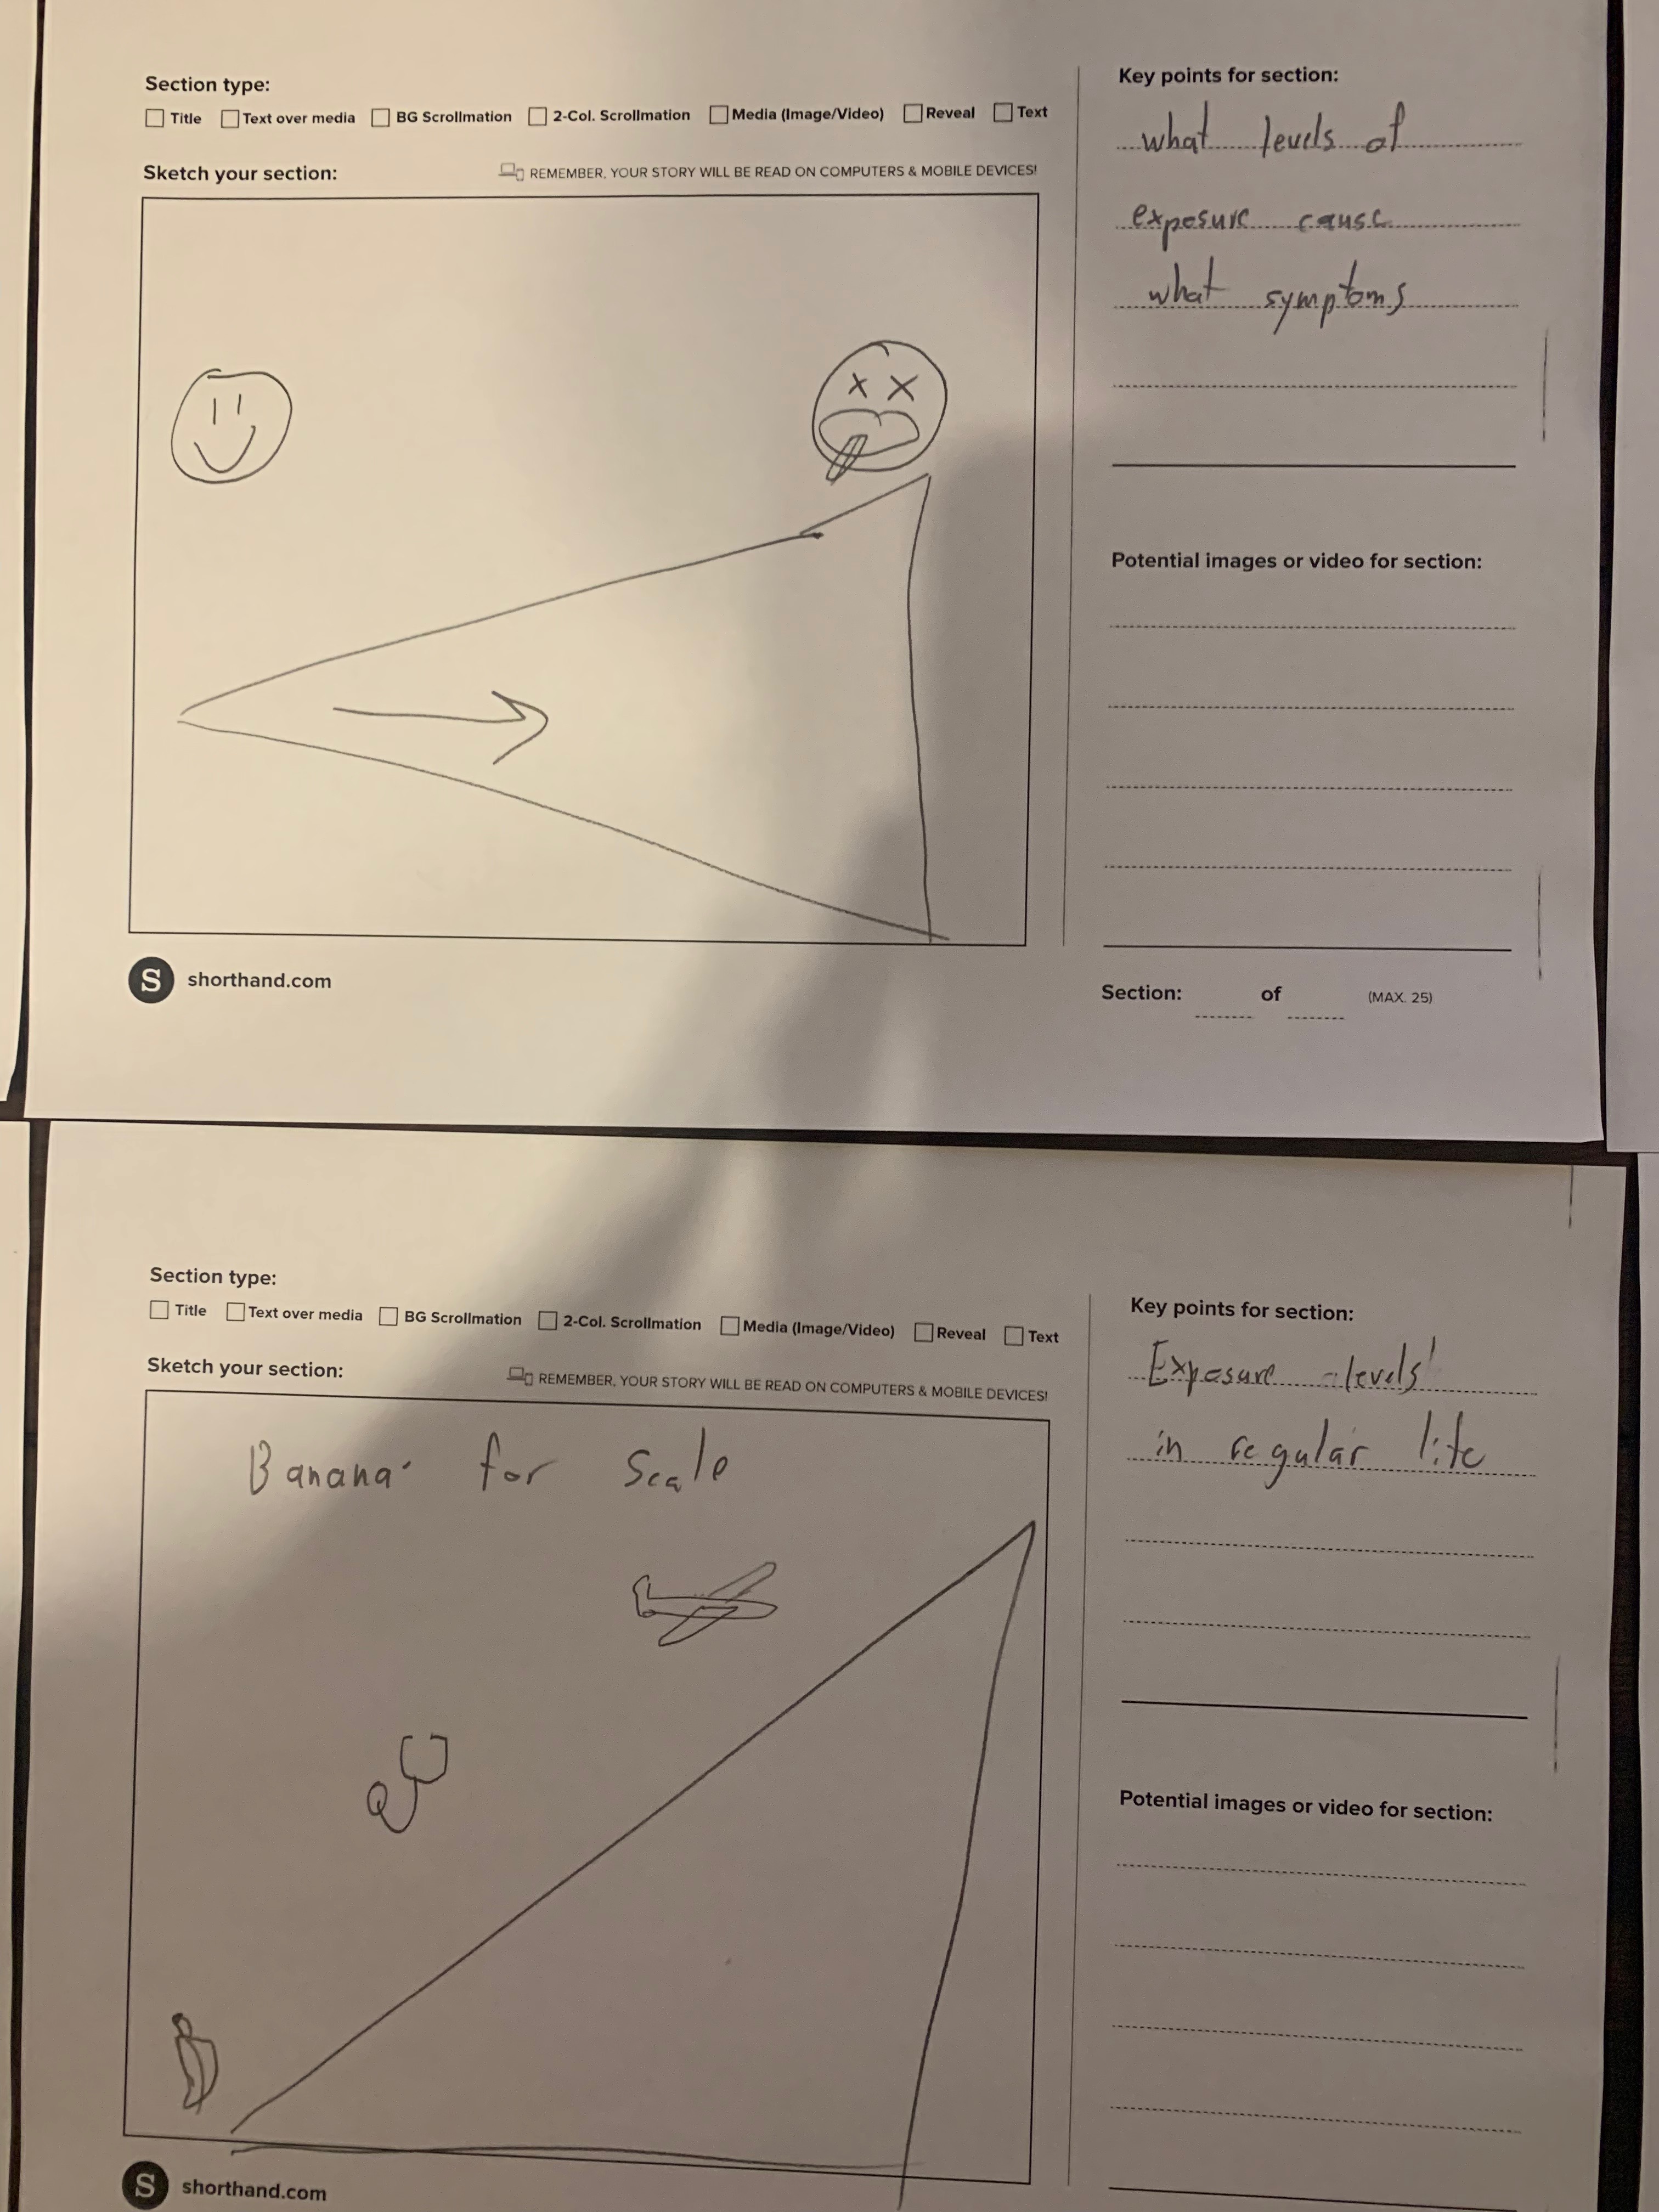 Section type:
Title Text over media BG Scrollmation 2-Col. Scrollmation Media (Image/Video) Reveal Text
Sketch your section:
REMEMBER, YOUR STORY WILL BE READ ON COMPUTERS & MOBILE DEVICES!
Key points for section:
what levels of
exposure cause
what symptoms
Potential images or video for section:
S shorthand.com
Section: of (MAX. 25)
Section type:
Title Text over media BG Scrollmation 2-Col. Scrollmation Media (Image/Video) Reveal Text
Sketch your section:
REMEMBER, YOUR STORY WILL BE READ ON COMPUTERS & MOBILE DEVICES!
Banana for Scale
Key points for section:
Exposure levels
in regular life
Potential images or video for section:
S shorthand.com